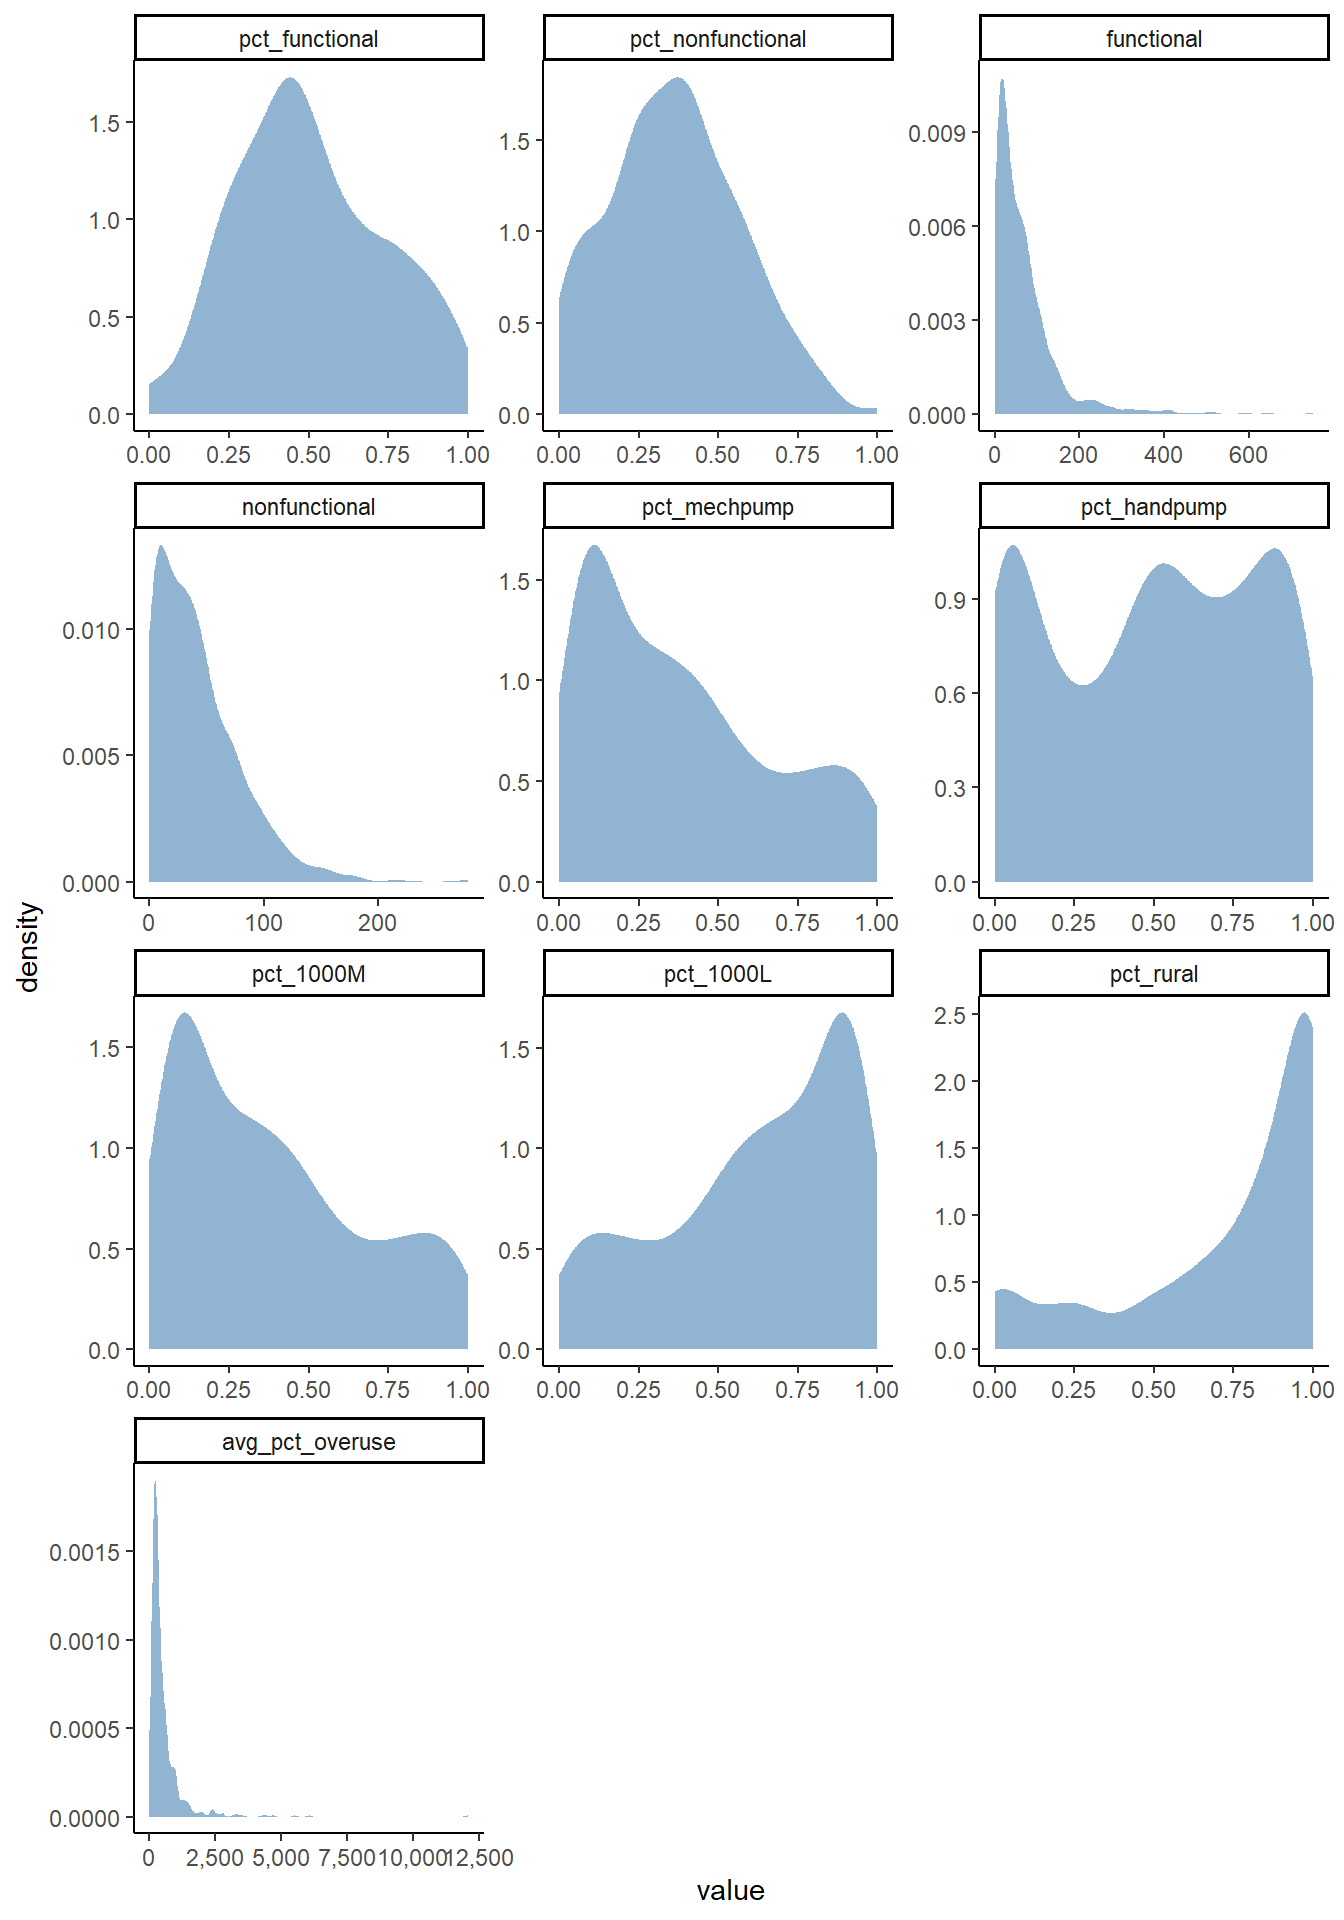 pct_functional pct_nonfunctional functional
1.5 1.5 0.009
1.0 1.0 0.006
0.5 0.5 0.003
0.0 0.0 0.000
0.00 0.25 0.50 0.75 1.00 0.00 0.25 0.50 0.75 1.00 0 200 400 600
nonfunctional pct_mechpump pct_handpump
0.010 1.5 0.9
0.005 1.0 0.6
0.000 0.5 0.3
0.0 0.0
0 100 200 0.00 0.25 0.50 0.75 1.00 0.00 0.25 0.50 0.75 1.00
density
pct_1000M pct_1000L pct_rural
1.5 1.5 2.5
1.0 1.0 2.0
0.5 0.5 1.5
0.0 0.0 1.0
0.5
0.0
0.00 0.25 0.50 0.75 1.00 0.00 0.25 0.50 0.75 1.00 0.00 0.25 0.50 0.75 1.00
avg_pct_overuse
0.0015
0.0010
0.0005
0.0000
0 2,500 5,000 7,500 10,000 12,500
value